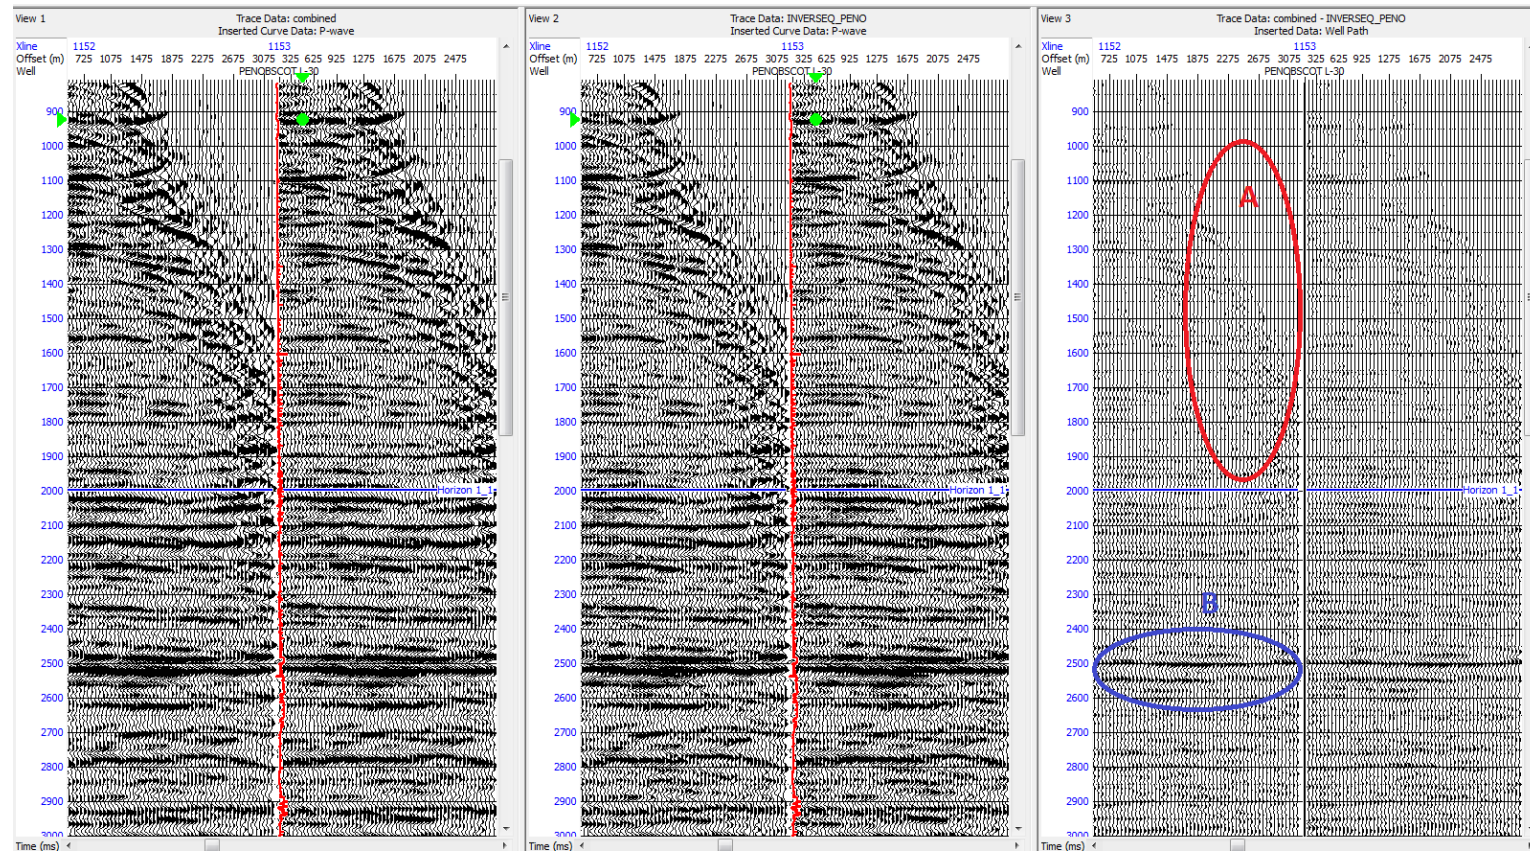 View 1
Trace Data: combined
Inserted Curve Data: P-wave
Xline 1152 1153
Offset (m) 725 1075 1475 1875 2275 2675 3075 325 625 925 1275 1675 2075 2475
Well PENOBSCOT L-30
900
1000
1100
1200
1300
1400
1500
1600
1700
1800
1900
2000
Horizon 1_1
2100
2200
2300
2400
2500
2600
2700
2800
2900
3000
Time (ms)
View 2
Trace Data: INVERSEQ_PENO
Inserted Curve Data: P-wave
Xline 1152 1153
Offset (m) 725 1075 1475 1875 2275 2675 3075 325 625 925 1275 1675 2075 2475
Well PENOBSCOT L-30
900
1000
1100
1200
1300
1400
1500
1600
1700
1800
1900
2000
Horizon 1_1
2100
2200
2300
2400
2500
2600
2700
2800
2900
3000
Time (ms)
View 3
Trace Data: combined - INVERSEQ_PENO
Inserted Data: Well Path
Xline 1152 1153
Offset (m) 725 1075 1475 1875 2275 2675 3075 325 625 925 1275 1675 2075 2475
Well PENOBSCOT L-30
900
1000
1100
A
1200
1300
1400
1500
1600
1700
1800
1900
2000
Horizon 1_1
2100
2200
2300
B
2400
2500
2600
2700
2800
2900
3000
Time (ms)